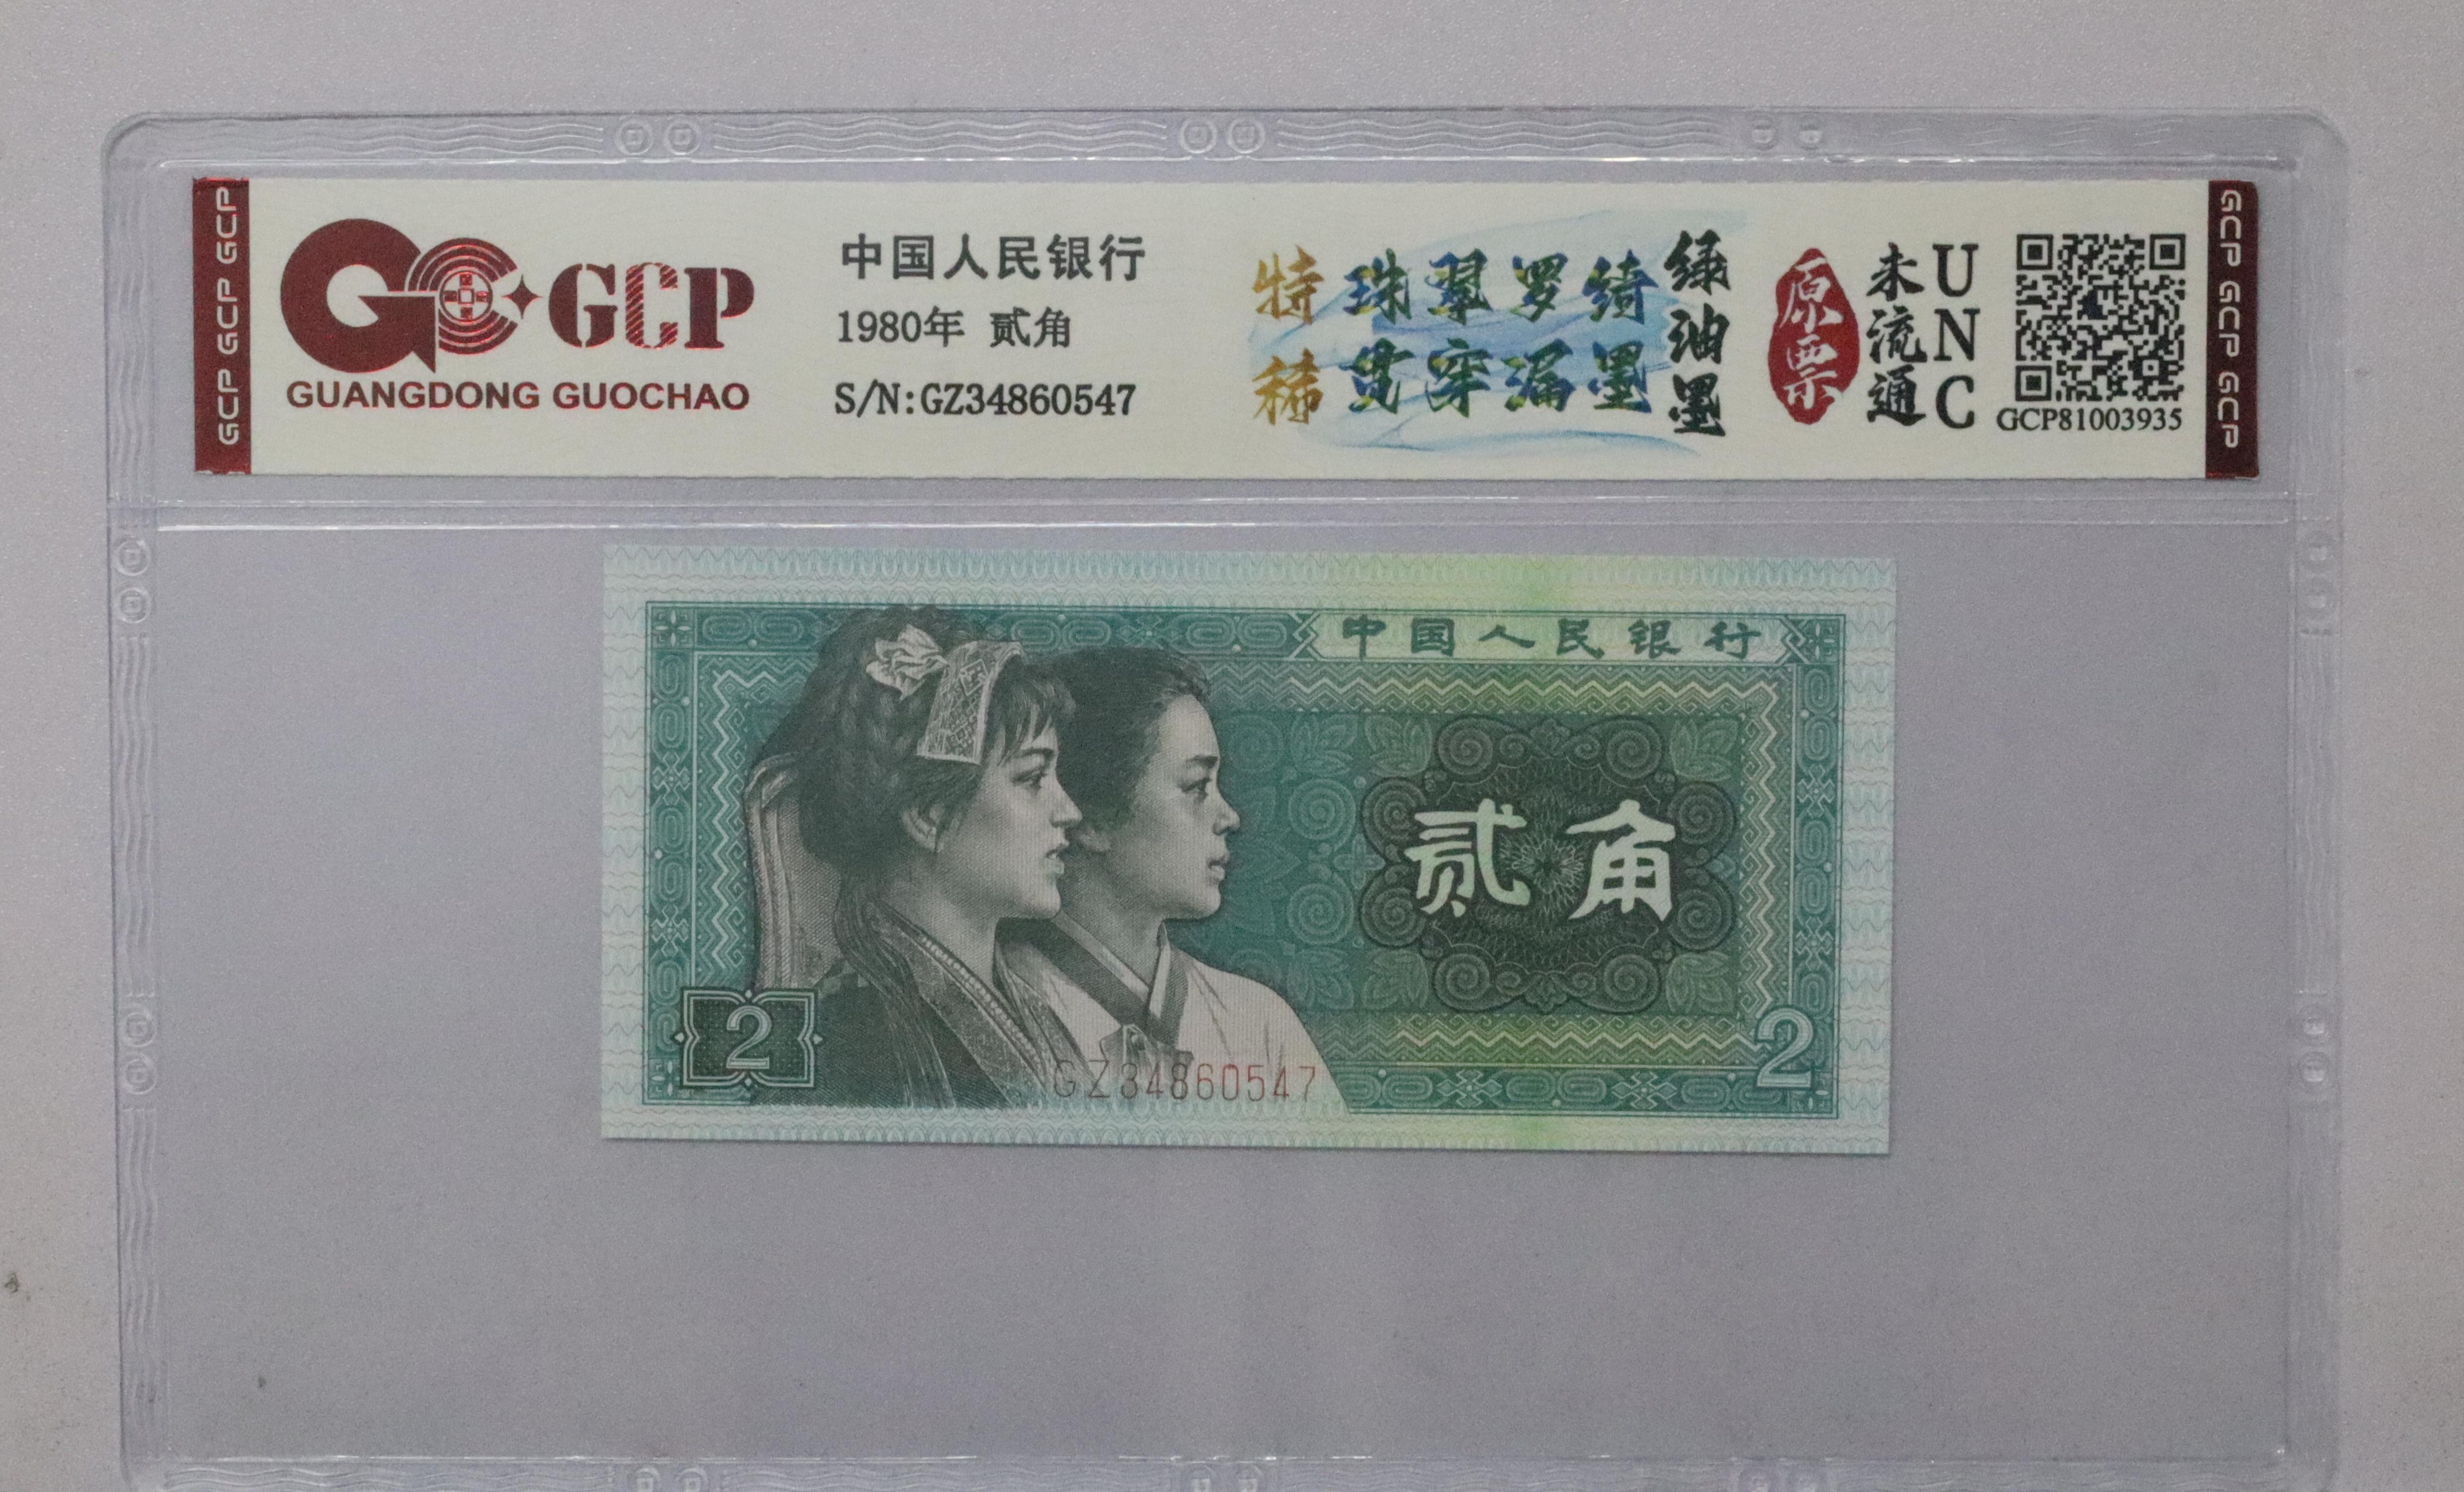 GCP GCP GCP
GCP
GUANGDONG GUOCHAO
中国人民银行
1980年 贰角
S/N:GZ34860547
特稀
珠翠罗绮
贯穿漏墨
绿油墨
原票
未流通
UNC
GCP81003935
GCP GCP GCP
中国人民银行
贰角
2
GZ34860547
2